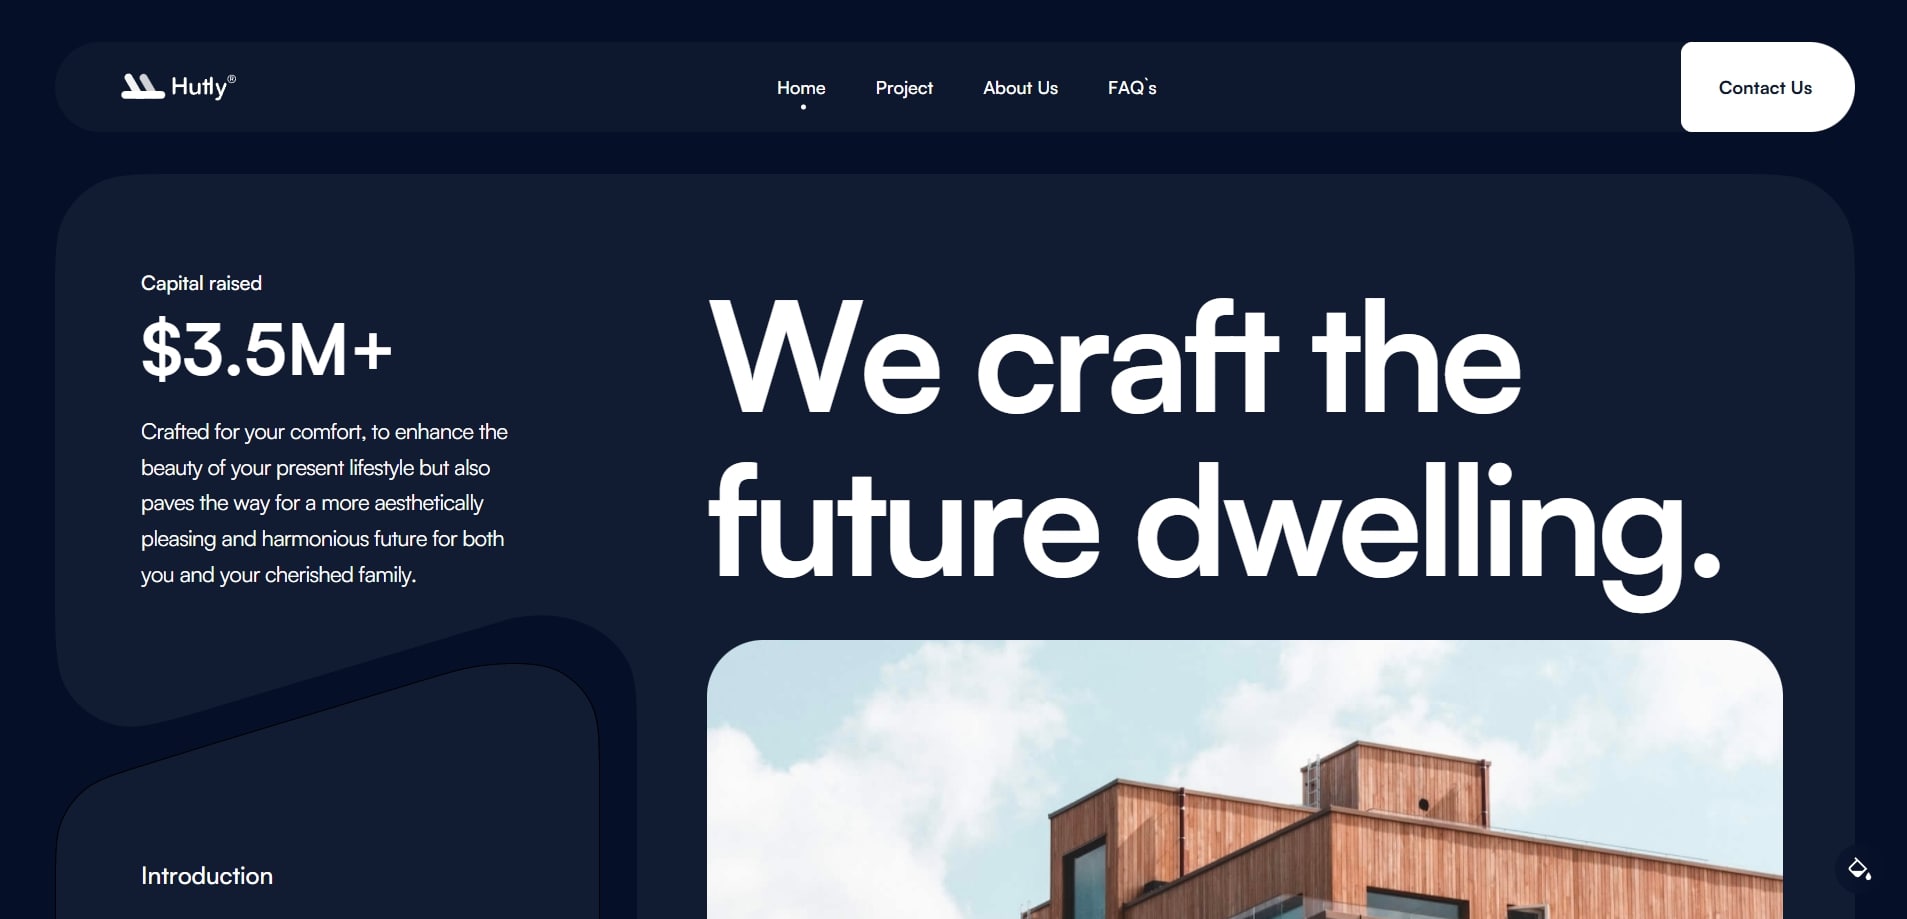 Hutly®
Home
Project
About Us
FAQ`s
Contact Us
Capital raised
$3.5M+
Crafted for your comfort, to enhance the
beauty of your present lifestyle but also
paves the way for a more aesthetically
pleasing and harmonious future for both
you and your cherished family.
We craft the
future dwelling.
Introduction